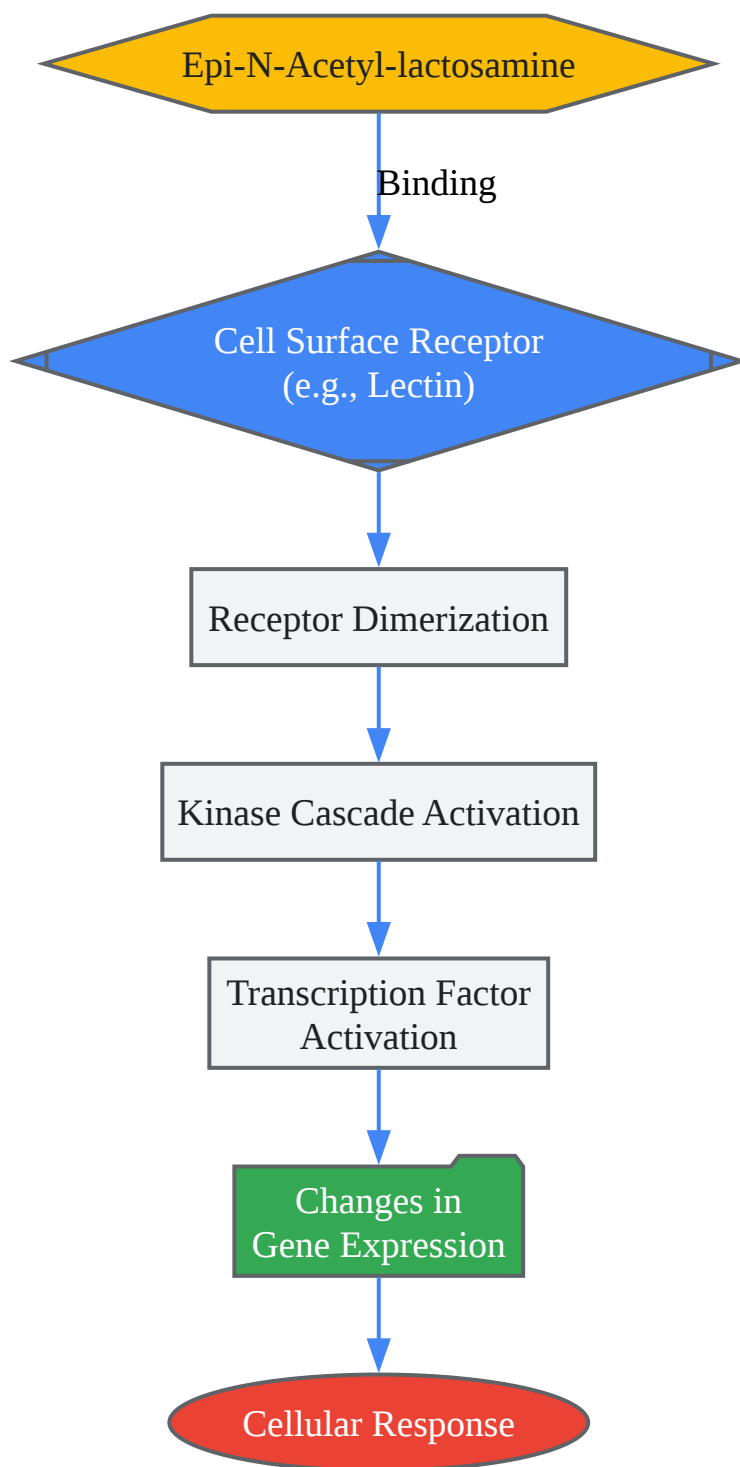 Epi-N-Acetyl-lactosamine
Binding
Cell Surface Receptor
(e.g., Lectin)
Receptor Dimerization
Kinase Cascade Activation
Transcription Factor
Activation
Changes in
Gene Expression
Cellular Response